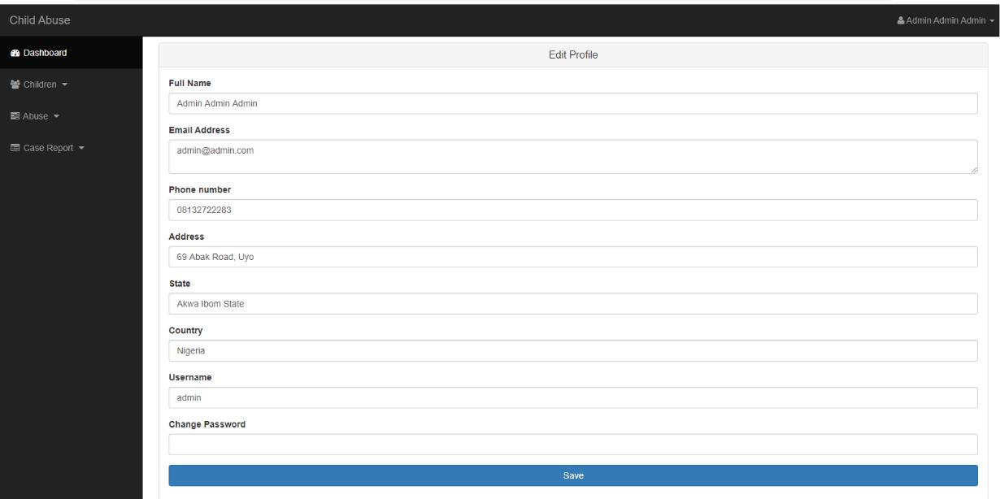 Child Abuse
Admin Admin Admin
Dashboard
Children
Abuse
Case Report
Edit Profile
Full Name
Admin Admin Admin
Email Address
admin@admin.com
Phone number
08132722283
Address
69 Abak Road, Uyo
State
Akwa Ibom State
Country
Nigeria
Username
admin
Change Password
Save